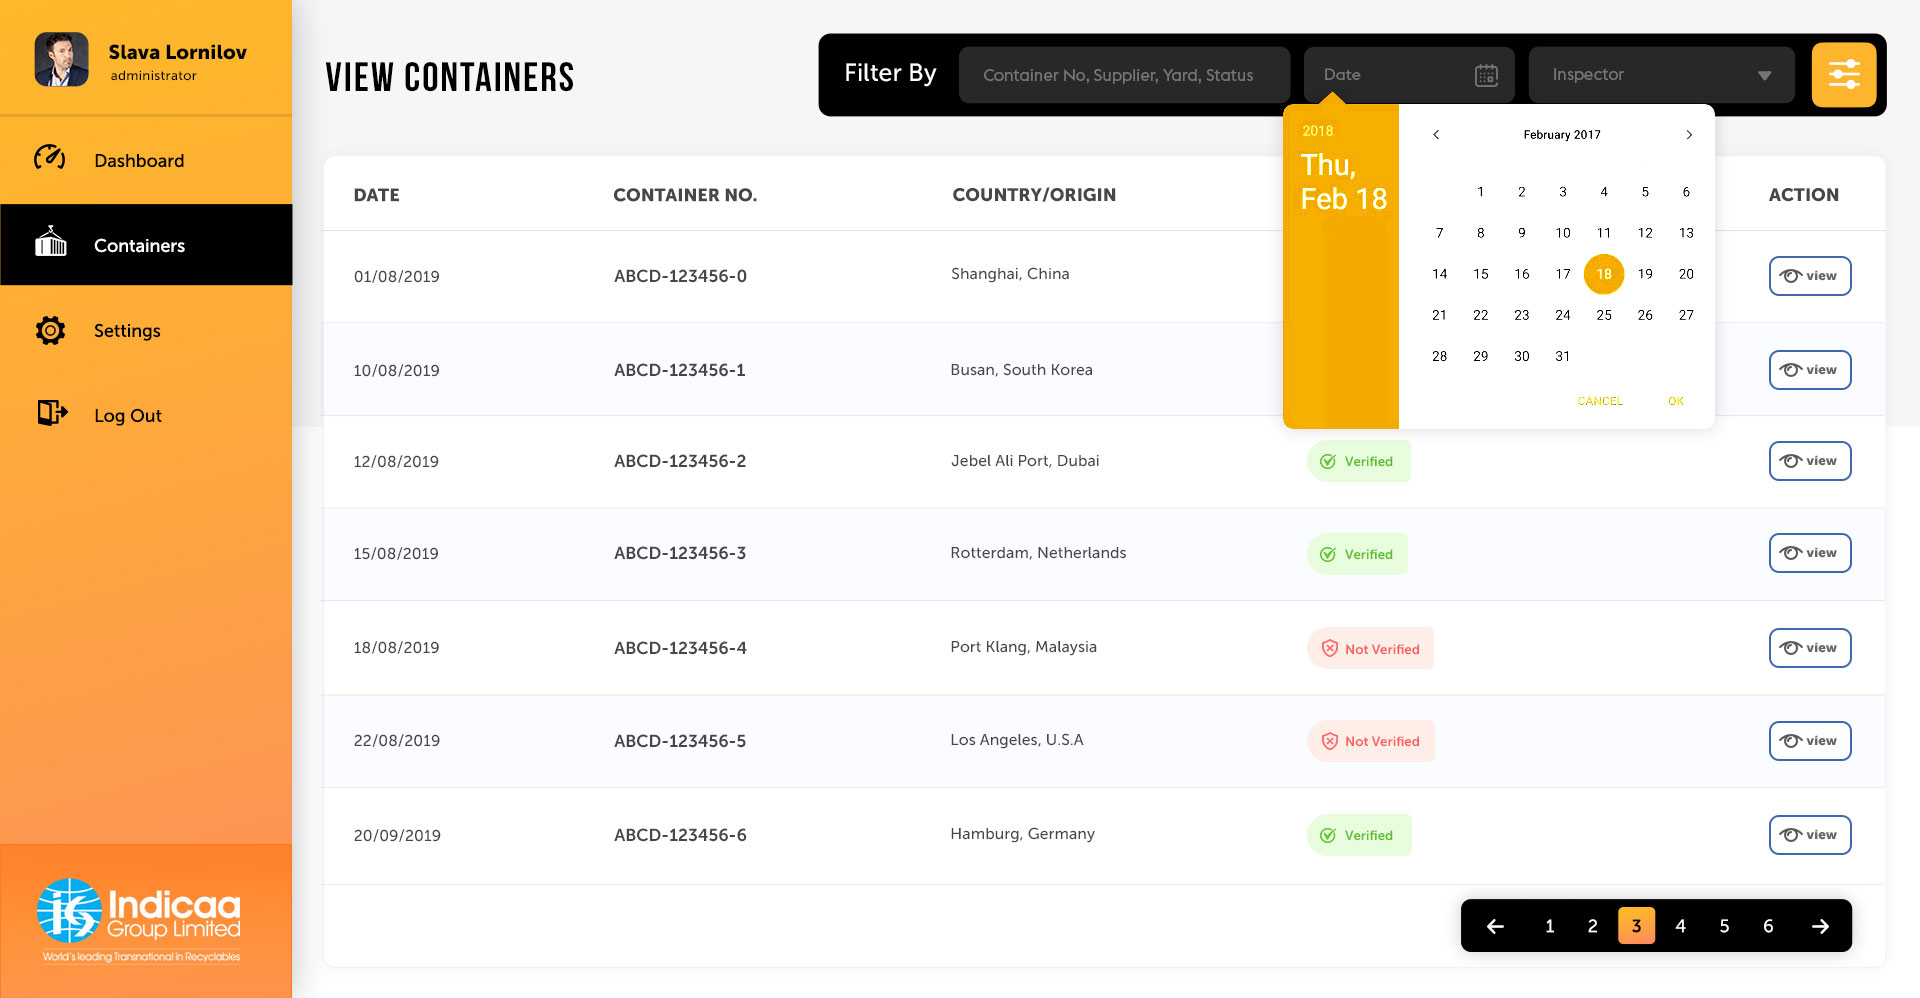 Slava Lornilov
administrator
Dashboard
Containers
Settings
Log Out
Indicaa
Group Limited
World's leading Transnational in Recyclables
VIEW CONTAINERS
Filter By
Container No, Supplier, Yard, Status
Date
Inspector
2018
Thu,
Feb 18
February 2017
1 2 3 4 5 6
7 8 9 10 11 12 13
14 15 16 17 18 19 20
21 22 23 24 25 26 27
28 29 30 31
CANCEL OK
DATE CONTAINER NO. COUNTRY/ORIGIN ACTION
01/08/2019 ABCD-123456-0 Shanghai, China view
10/08/2019 ABCD-123456-1 Busan, South Korea view
12/08/2019 ABCD-123456-2 Jebel Ali Port, Dubai Verified view
15/08/2019 ABCD-123456-3 Rotterdam, Netherlands Verified view
18/08/2019 ABCD-123456-4 Port Klang, Malaysia Not Verified view
22/08/2019 ABCD-123456-5 Los Angeles, U.S.A Not Verified view
20/09/2019 ABCD-123456-6 Hamburg, Germany Verified view
1 2 3 4 5 6